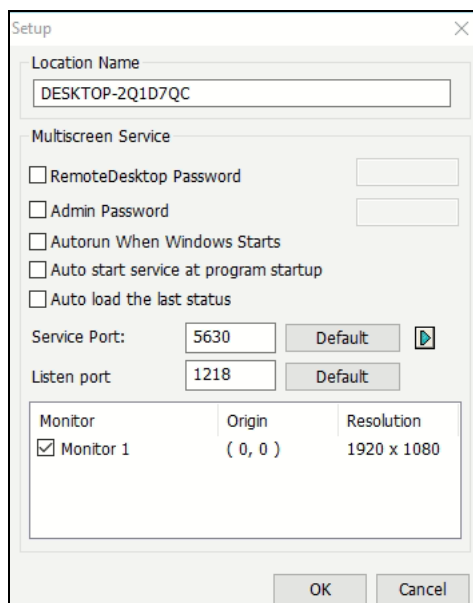 Setup
Location Name
DESKTOP-2Q1D7QC
Multiscreen Service
RemoteDesktop Password
Admin Password
Autorun When Windows Starts
Auto start service at program startup
Auto load the last status
Service Port: 5630 Default
Listen port 1218 Default
Monitor Origin Resolution
Monitor 1 ( 0, 0 ) 1920 x 1080
OK Cancel